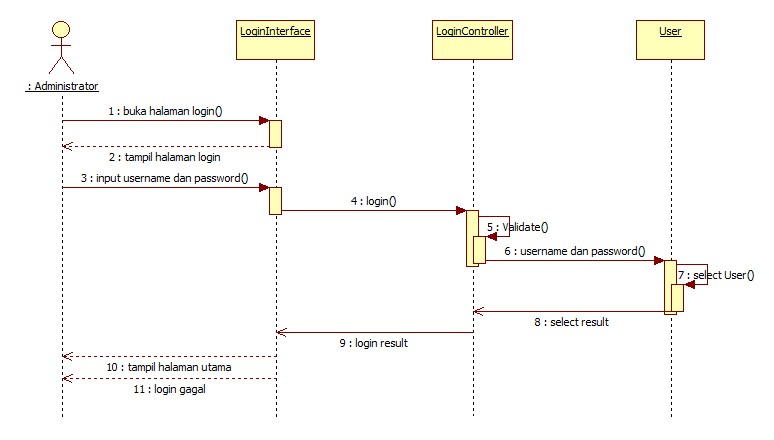 LoginInterface
LoginController
User
: Administrator
1 : buka halaman login()
2 : tampil halaman login
3 : input username dan password()
4 : login()
5 : Validate()
6 : username dan password()
7 : select User()
8 : select result
9 : login result
10 : tampil halaman utama
11 : login gagal